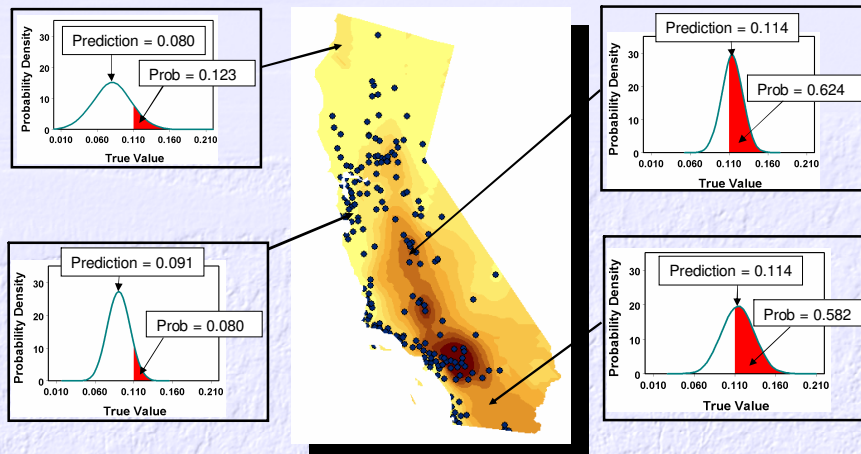 Prediction = 0.080
Prob = 0.123
Probability Density
30
20
10
0
0.010 0.060 0.110 0.160 0.210
True Value
Prediction = 0.114
Prob = 0.624
Probability Density
30
20
10
0
0.010 0.060 0.110 0.160 0.210
True Value
Prediction = 0.091
Prob = 0.080
Probability Density
30
20
10
0
0.010 0.060 0.110 0.160 0.210
True Value
Prediction = 0.114
Prob = 0.582
Probability Density
30
20
10
0
0.010 0.060 0.110 0.160 0.210
True Value